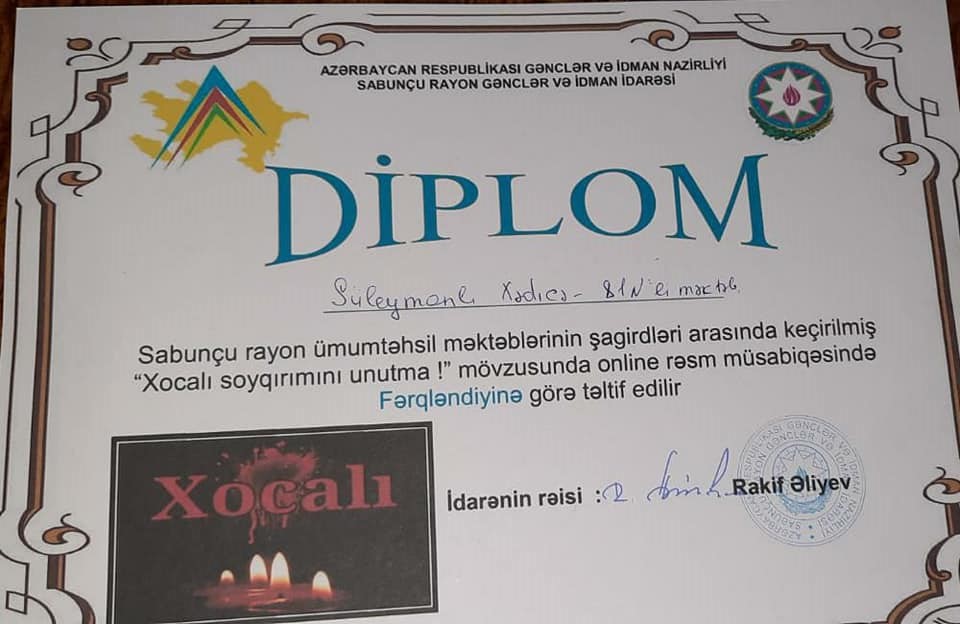 AZƏRBAYCAN RESPUBLİKASI GƏNCLƏR VƏ İDMAN NAZİRLİYİ
SABUNÇU RAYON GƏNCLƏR VƏ İDMAN İDARƏSİ
DİPLOM
Süleymanlı Xədicə - 81 N'li məktəb.
Sabunçu rayon ümumtəhsil məktəblərinin şagirdləri arasında keçirilmiş
“Xocalı soyqırımını unutma !” mövzusunda online rəsm müsabiqəsində
Fərqləndiyinə görə təltif edilir
Xocalı
İdarənin rəisi : Rakif Əliyev